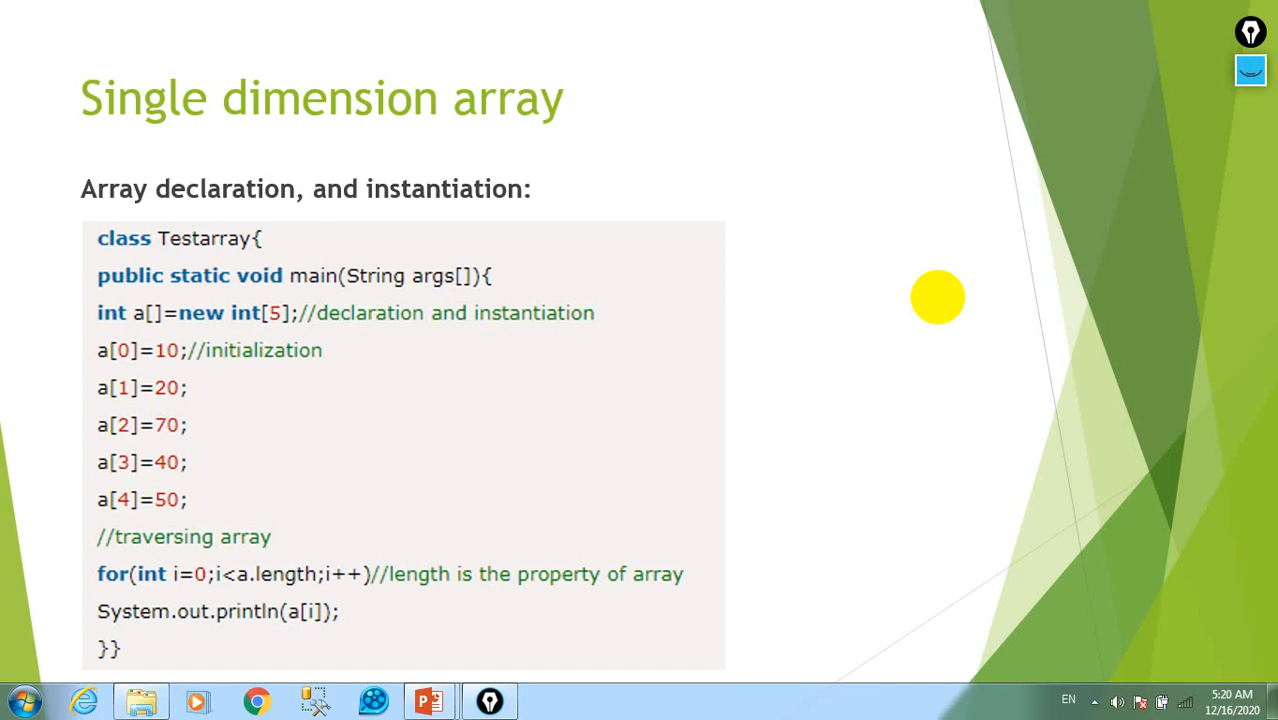 Single dimension array
Array declaration, and instantiation:
class Testarray{
public static void main(String args[]){
int a[]=new int[5];//declaration and instantiation
a[0]=10;//initialization
a[1]=20;
a[2]=70;
a[3]=40;
a[4]=50;
//traversing array
for(int i=0;i<a.length;i++)//length is the property of array
System.out.println(a[i]);
}}
EN
5:20 AM
12/16/2020